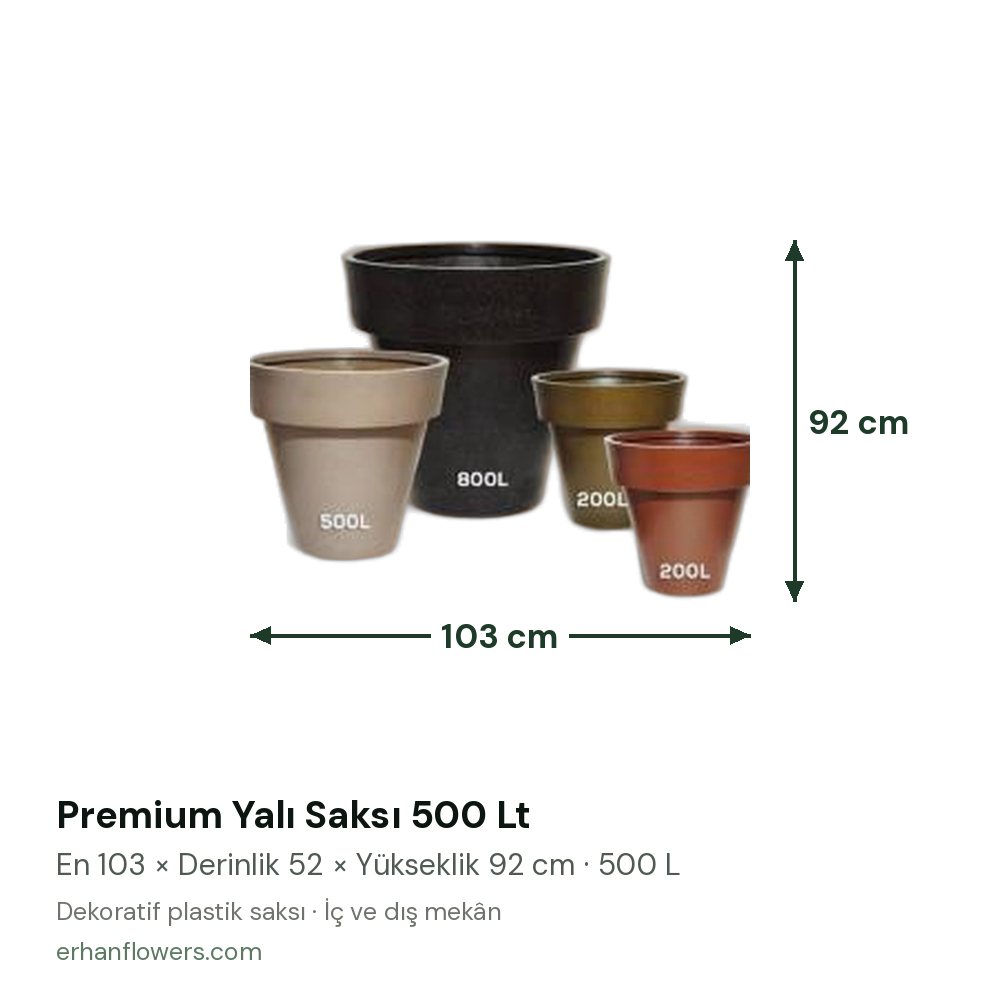 800L
500L
200L
200L
92 cm
103 cm
Premium Yalı Saksı 500 Lt
En 103 × Derinlik 52 × Yükseklik 92 cm · 500 L
Dekoratif plastik saksı · İç ve dış mekân
erhanflowers.com